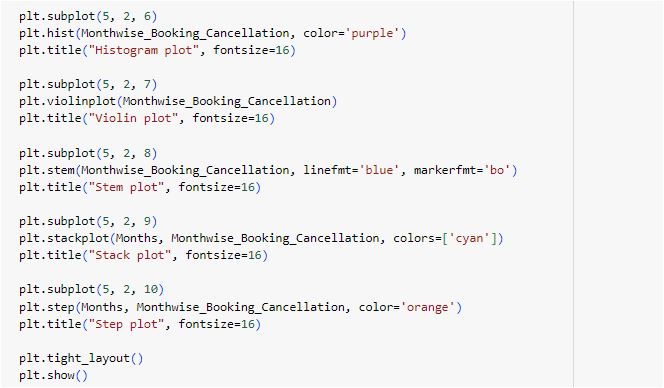 plt.subplot(5, 2, 6)
plt.hist(Monthwise_Booking_Cancellation, color='purple')
plt.title("Histogram plot", fontsize=16)
plt.subplot(5, 2, 7)
plt.violinplot(Monthwise_Booking_Cancellation)
plt.title("Violin plot", fontsize=16)
plt.subplot(5, 2, 8)
plt.stem(Monthwise_Booking_Cancellation, linefmt='blue', markerfmt='bo')
plt.title("Stem plot", fontsize=16)
plt.subplot(5, 2, 9)
plt.stackplot(Months, Monthwise_Booking_Cancellation, colors=['cyan'])
plt.title("Stack plot", fontsize=16)
plt.subplot(5, 2, 10)
plt.step(Months, Monthwise_Booking_Cancellation, color='orange')
plt.title("Step plot", fontsize=16)
plt.tight_layout()
plt.show()